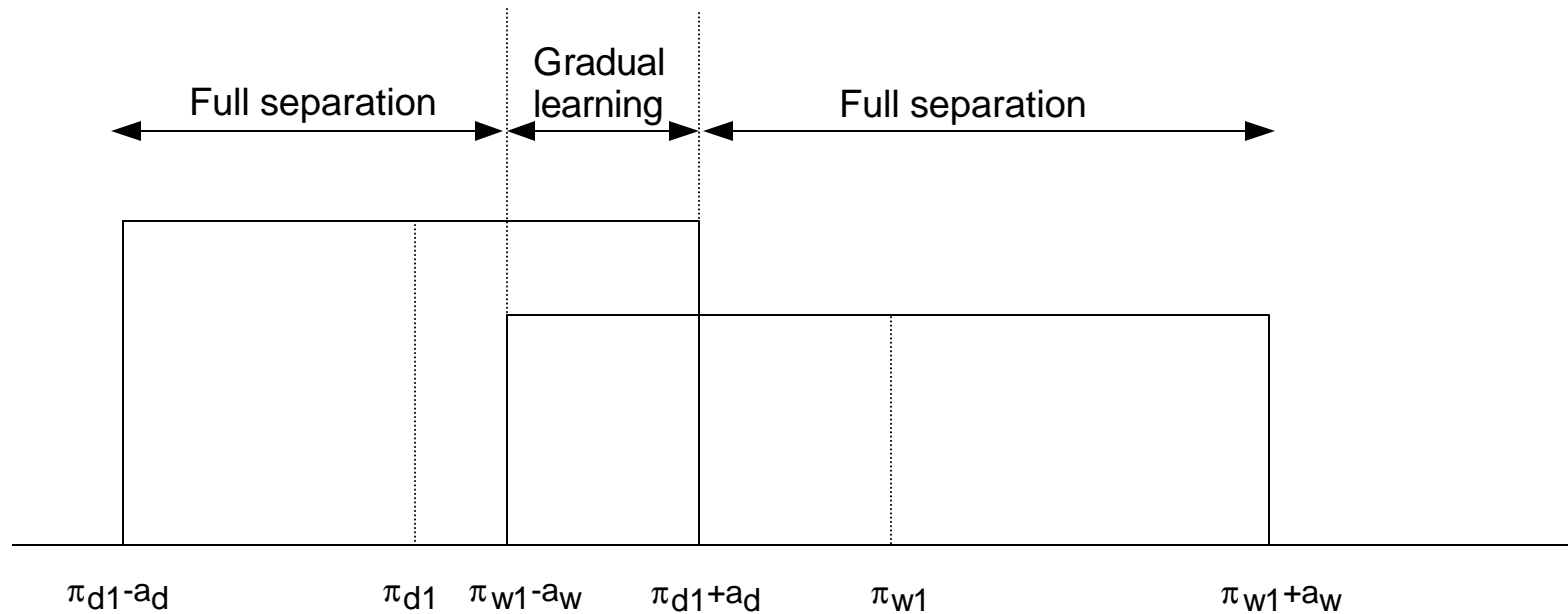 Gradual
learning
Full separation
Full separation
πd1-ad
πd1
πw1-aw
πd1+ad
πw1
πw1+aw